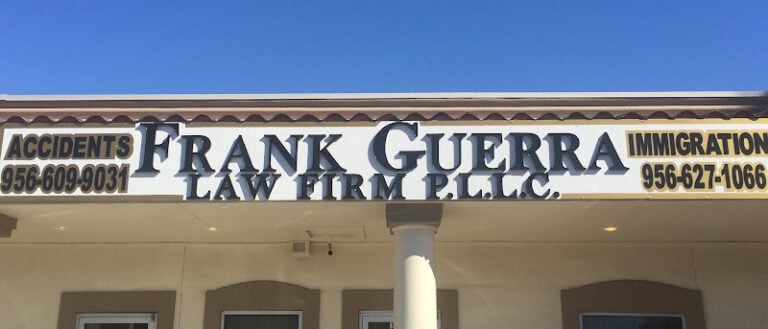 ACCIDENTS
956-609-9031
FRANK GUERRA
LAW FIRM P.L.L.C.
IMMIGRATION
956-627-1066